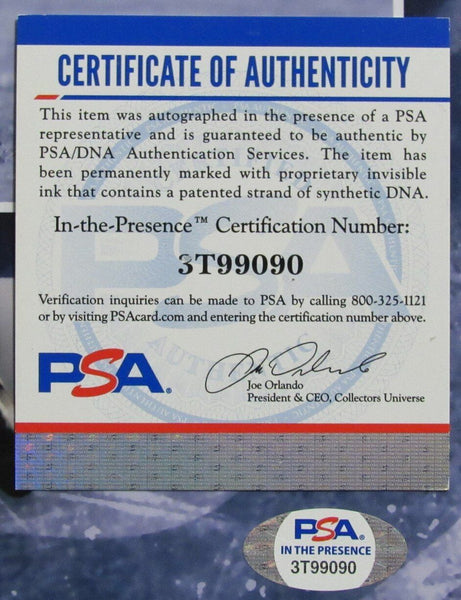 CERTIFICATE OF AUTHENTICITY
This item was autographed in the presence of a PSA
representative and is guaranteed to be authentic by
PSA/DNA Authentication Services. The item has
been permanently marked with proprietary invisible
ink that contains a patented strand of synthetic DNA.
In-the-Presence™ Certification Number:
3T99090
Verification inquiries can be made to PSA by calling 800-325-1121
or by visiting PSAcard.com and entering the certification number above.
PSA®
Joe Orlando
President & CEO, Collectors Universe
PSA®
IN THE PRESENCE
3T99090